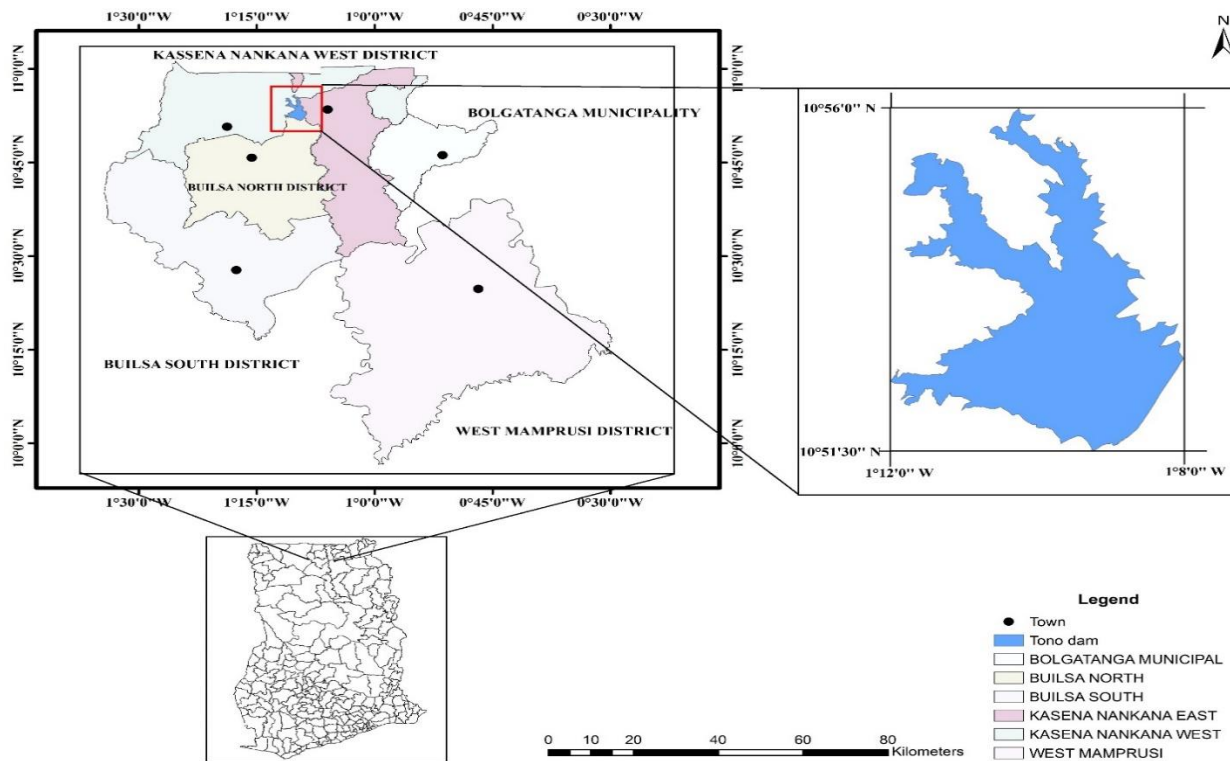 1°30'0"W 1°15'0"W 1°0'0"W 0°45'0"W 0°30'0"W
N
KASSENA NANKANA WEST DISTRICT
BOLGATANGA MUNICIPALITY
BUILSA NORTH DISTRICT
BUILSA SOUTH DISTRICT
WEST MAMPRUSI DISTRICT
11°0'0"N
10°45'0"N
10°30'0"N
10°15'0"N
10°0'0"N
11°0'0"N
10°45'0"N
10°30'0"N
10°15'0"N
10°0'0"N
1°30'0"W 1°15'0"W 1°0'0"W 0°45'0"W 0°30'0"W
10°56'0" N
10°51'30" N
1°12'0" W 1°8'0" W
Legend
Town
Tono dam
BOLGATANGA MUNICIPAL
BUILSA NORTH
BUILSA SOUTH
KASENA NANKANA EAST
KASENA NANKANA WEST
WEST MAMPRUSI
0 5 10 20 40 60 80
Kilometers